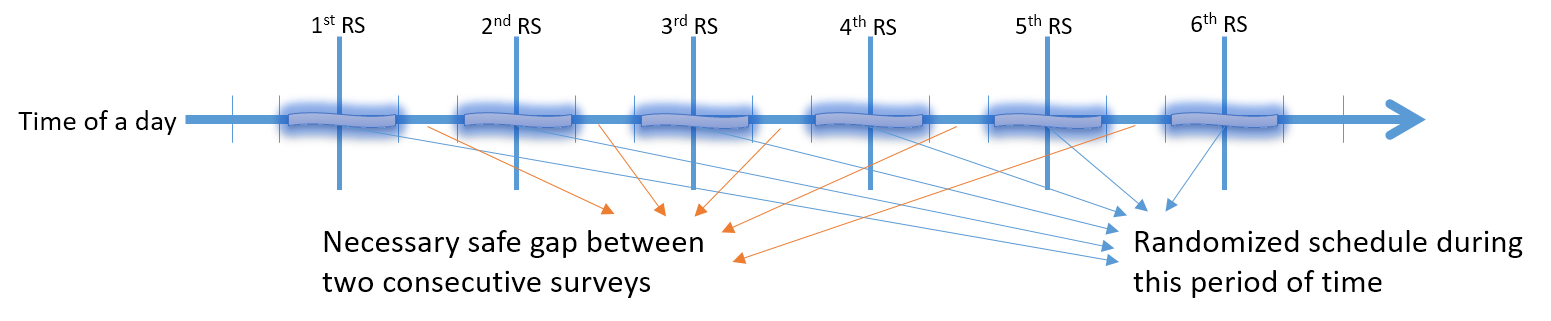 1st RS 2nd RS 3rd RS 4th RS 5th RS 6th RS
Time of a day
Necessary safe gap between
two consecutive surveys
Randomized schedule during
this period of time